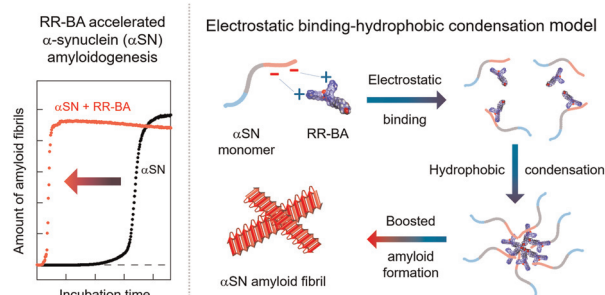 RR-BA accelerated
α-synuclein (αSN)
amyloidogenesis
Amount of amyloid fibrils
αSN + RR-BA
αSN
Incubation time
Electrostatic binding-hydrophobic condensation model
αSN
monomer
RR-BA
Electrostatic
binding
Hydrophobic condensation
Boosted
amyloid
formation
αSN amyloid fibril